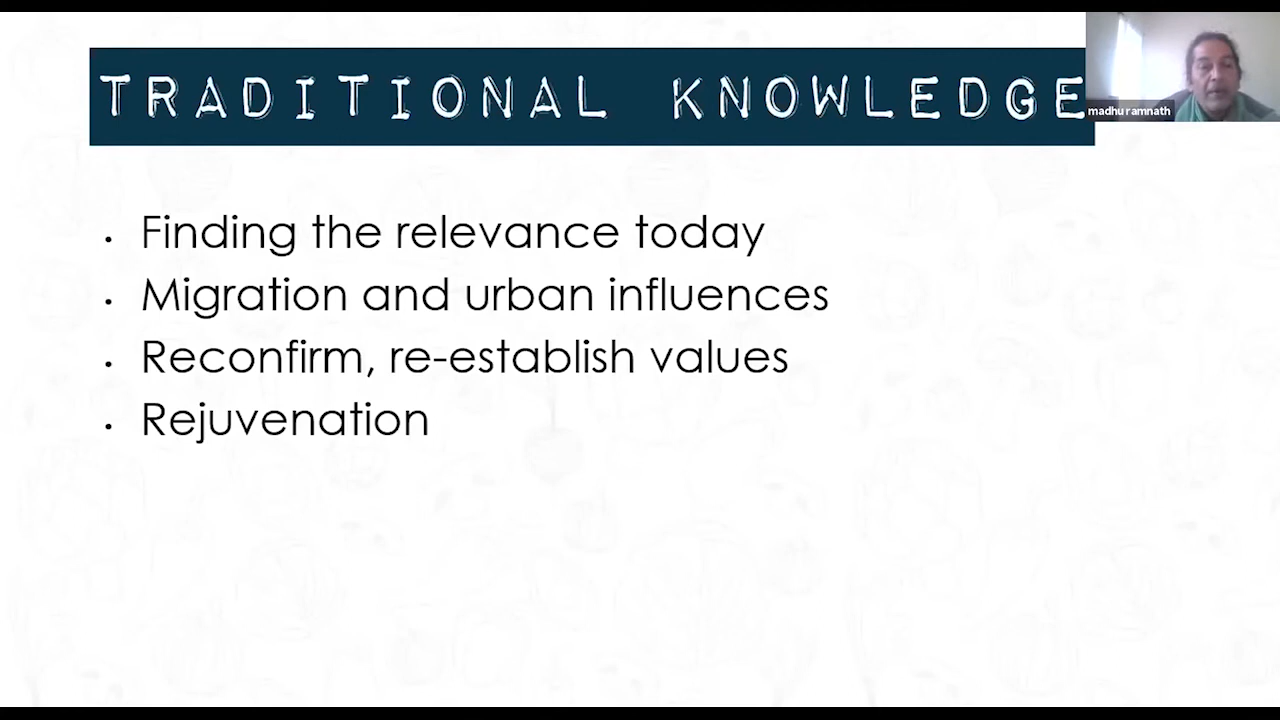 TRADITIONAL KNOWLEDGE
madhu ramnath
• Finding the relevance today
• Migration and urban influences
• Reconfirm, re-establish values
• Rejuvenation